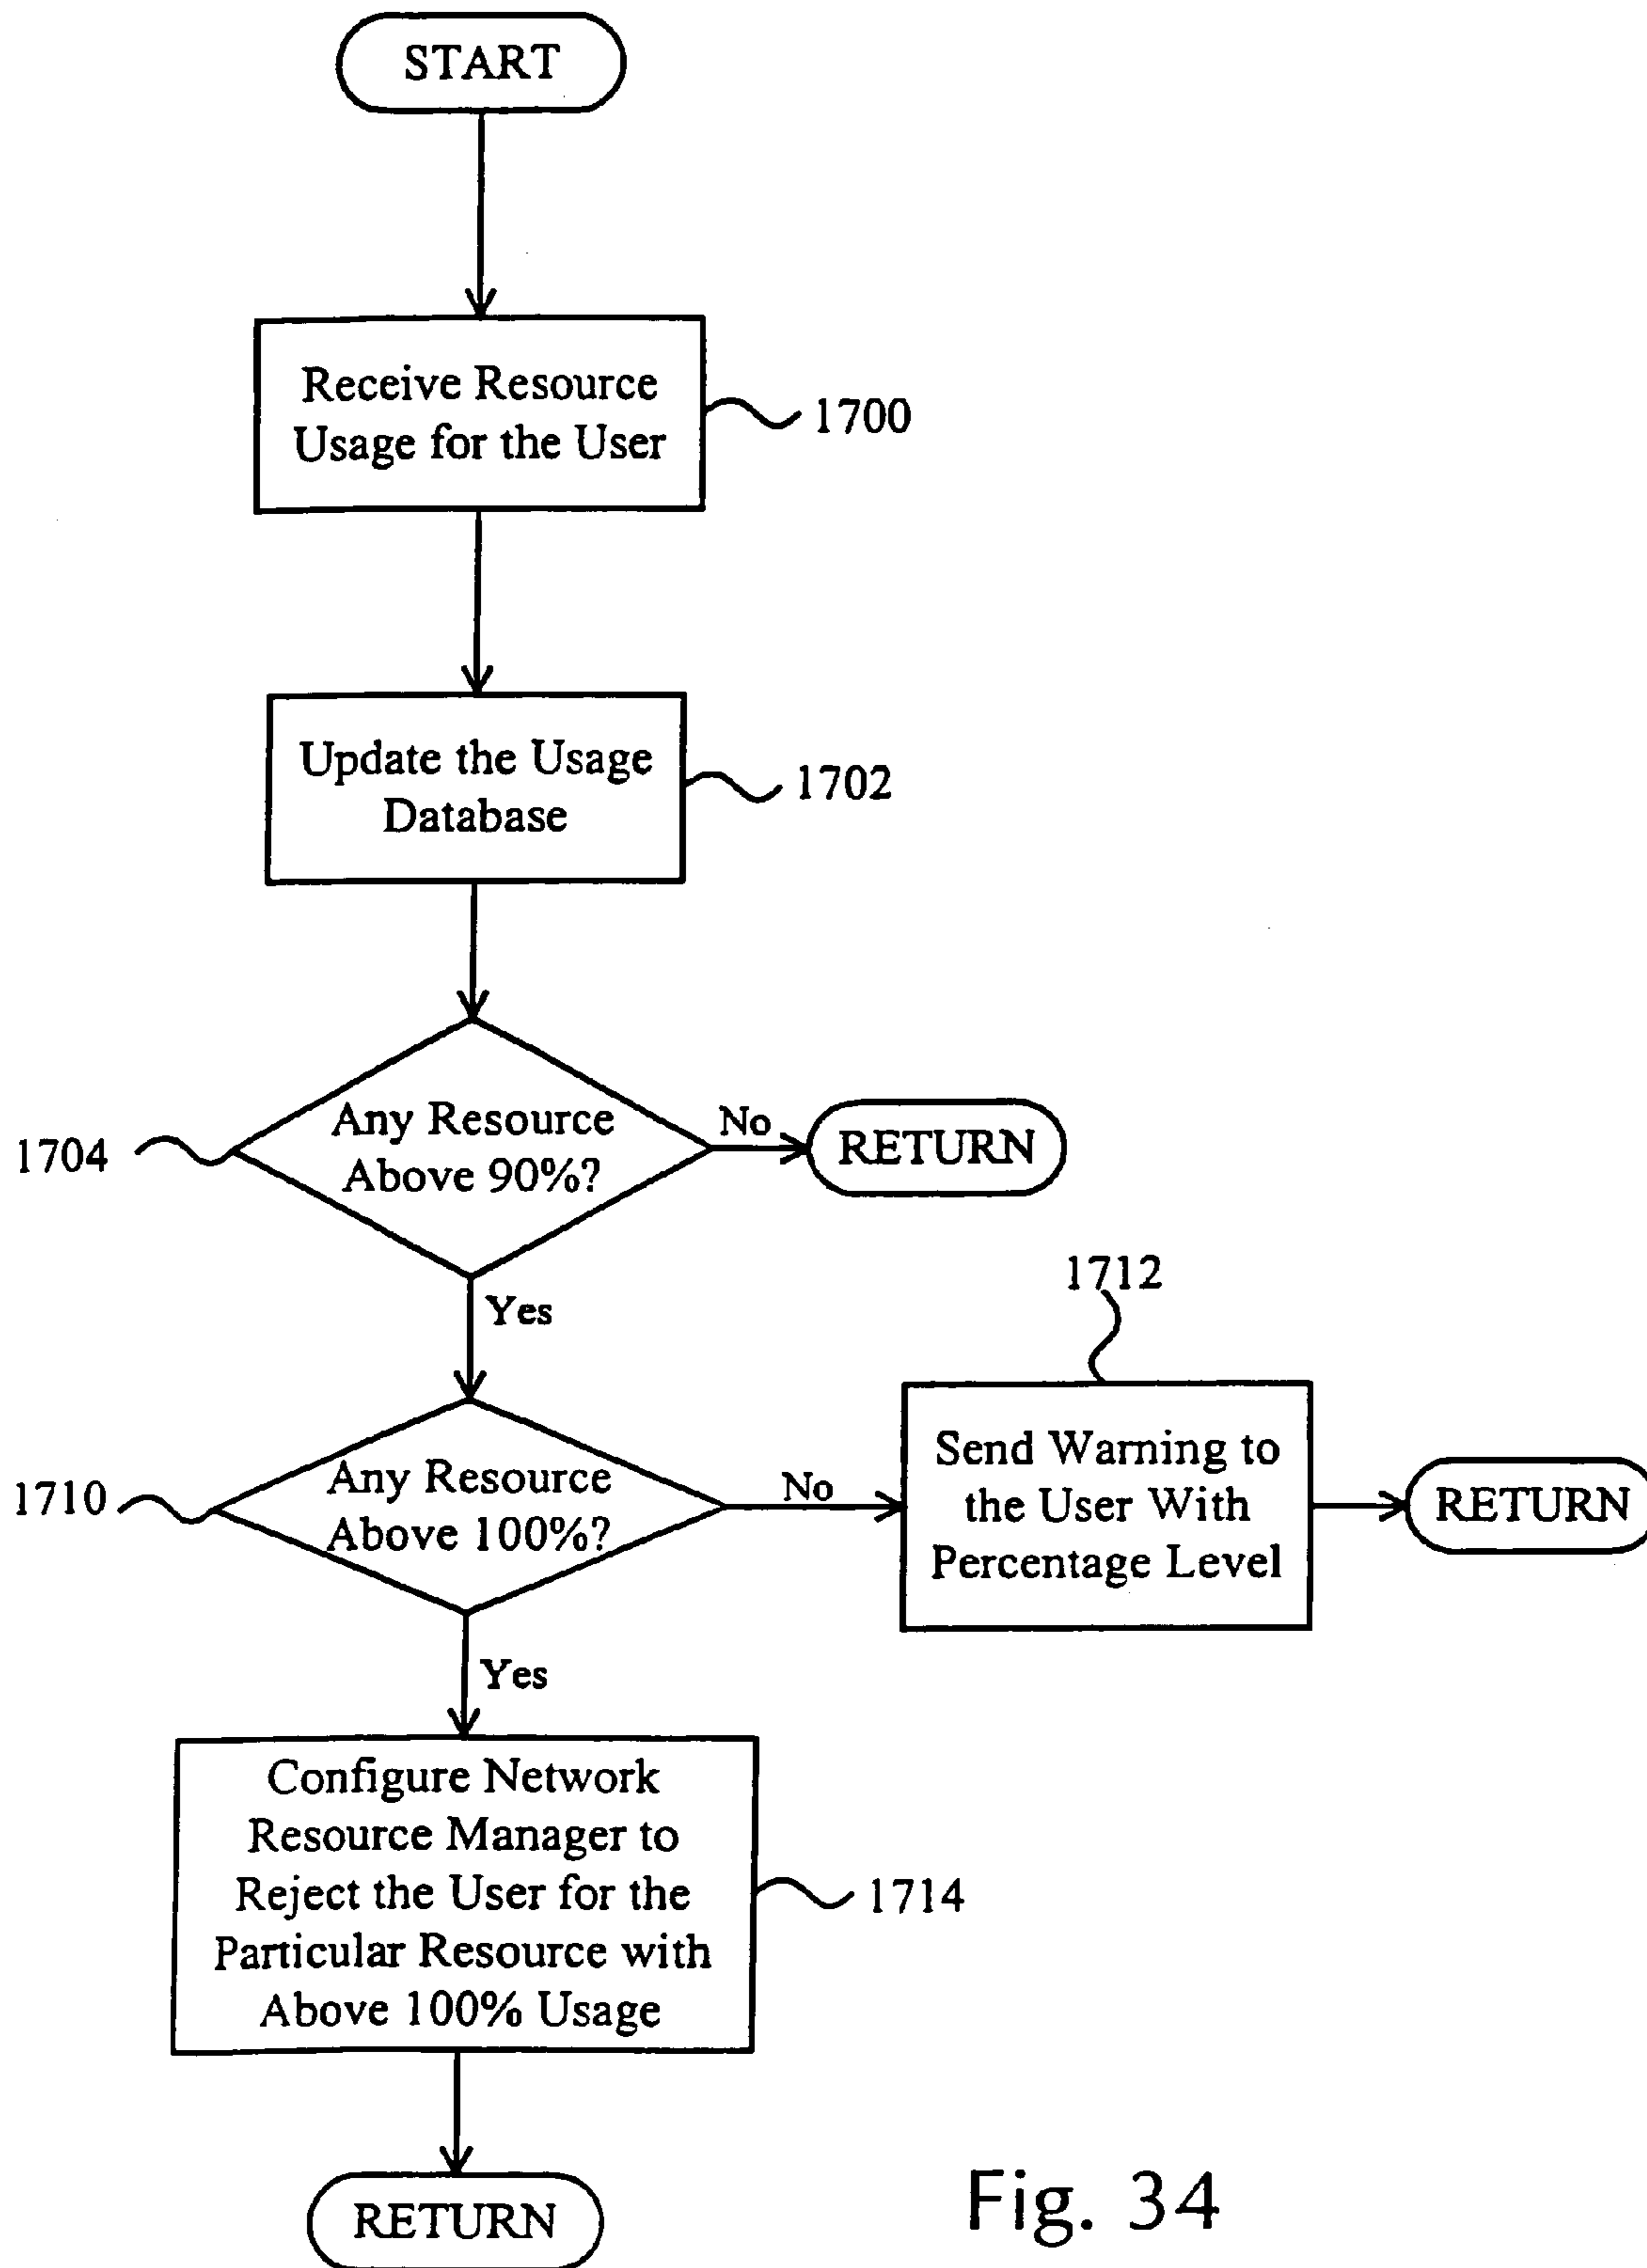 START
Receive Resource
Usage for the User
1700
Update the Usage
Database
1702
Any Resource
Above 90%?
1704
No
RETURN
Yes
1712
Any Resource
Above 100%?
1710
No
Send Warning to
the User With
Percentage Level
RETURN
Yes
Configure Network
Resource Manager to
Reject the User for the
Particular Resource with
Above 100% Usage
1714
RETURN
Fig. 34